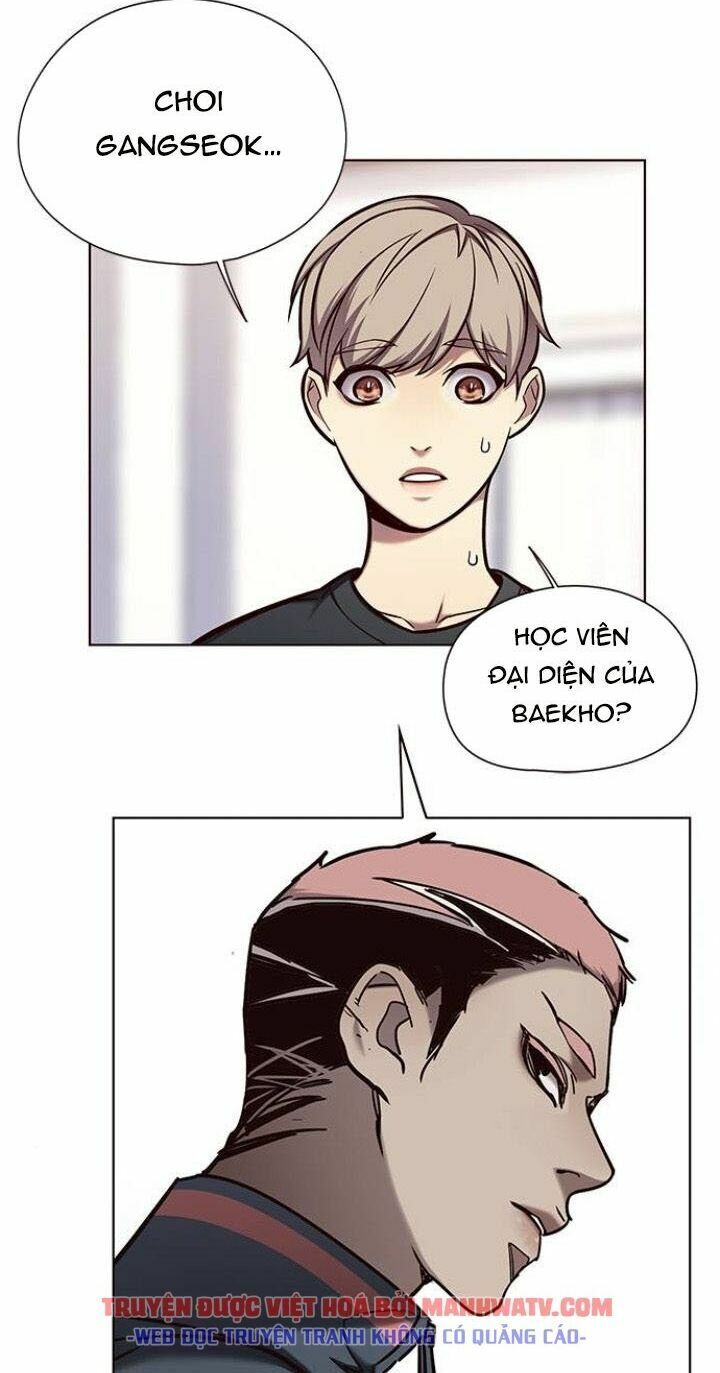 CHOI
GANGSEOK...
HỌC VIÊN
ĐẠI DIỆN CỦA
BAEKHO?
TRUYỆN ĐƯỢC VIỆT HOÁ BỞI MANHWATV.COM
-WEB ĐỌC TRUYỆN TRANH KHÔNG CÓ QUẢNG CÁO-